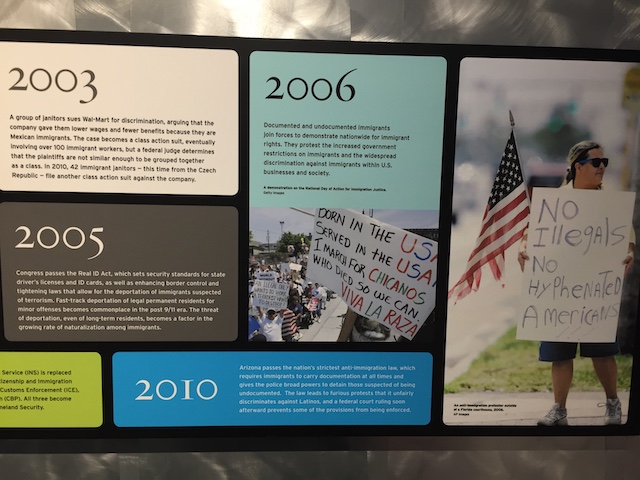 2003
A group of janitors sues Wal-Mart for discrimination, arguing that the
company gave them lower wages and fewer benefits because they are
Mexican immigrants. The case becomes a class action suit, eventually
involving over 100 immigrant workers, but a federal judge determines
that the plaintiffs are not similar enough to be grouped together
as a class. In 2010, 42 immigrant janitors — this time from the Czech
Republic — file another class action suit against the company.
2005
Congress passes the Real ID Act, which sets security standards for state
driver's licenses and ID cards, as well as enhancing border control and
tightening laws that allow for the deportation of immigrants suspected
of terrorism. Fast-track deportation of legal permanent residents for
minor offenses becomes commonplace in the post 9/11 era. The threat
of deportation, even of long-term residents, becomes a factor in the
growing rate of naturalization among immigrants.
Service (INS) is replaced
Citizenship and Immigration
Customs Enforcement (ICE),
(CBP). All three become
Homeland Security.
2006
Documented and undocumented immigrants
join forces to demonstrate nationwide for immigrant
rights. They protest the increased government
restrictions on immigrants and the widespread
discrimination against immigrants within U.S.
businesses and society.
A demonstration on the National Day of Action for Immigration Justice.
Getty Images
BORN IN THE USA
SERVED IN THE USA
I MARCH FOR CHICANOS
WHO DIED SO WE CAN.
VIVA LA RAZA
2010
Arizona passes the nation's strictest anti-immigration law, which
requires immigrants to carry documentation at all times and
gives the police broad powers to detain those suspected of being
undocumented. The law leads to furious protests that it unfairly
discriminates against Latinos, and a federal court ruling soon
afterward prevents some of the provisions from being enforced.
NO
Illegals
NO
HyPHeNATeD
AMeRICANS
An anti-immigration protester outside
of a Florida courthouse, 2006.
AP Images